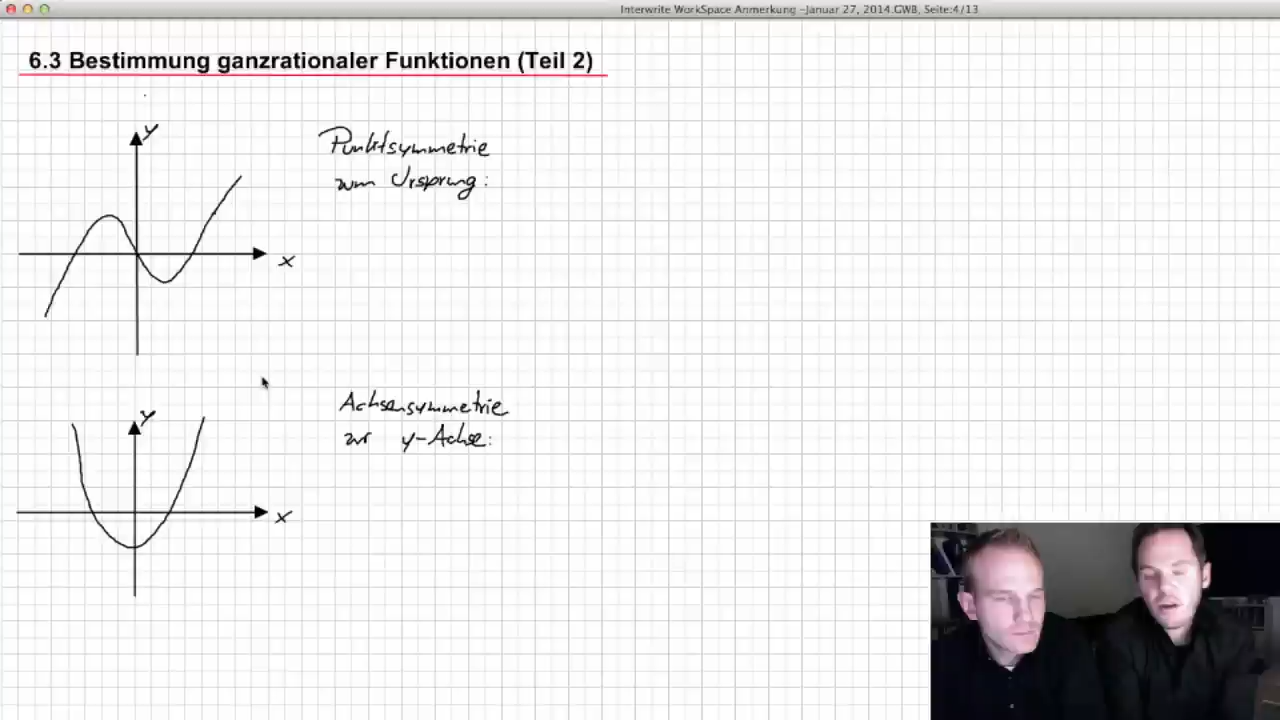 Interwrite WorkSpace Anmerkung -Januar 27, 2014.GWB, Seite:4/13
6.3 Bestimmung ganzrationaler Funktionen (Teil 2)
y
Punktsymmetrie
zum Ursprung:
x
y
Achsensymmetrie
zur y-Achse:
x